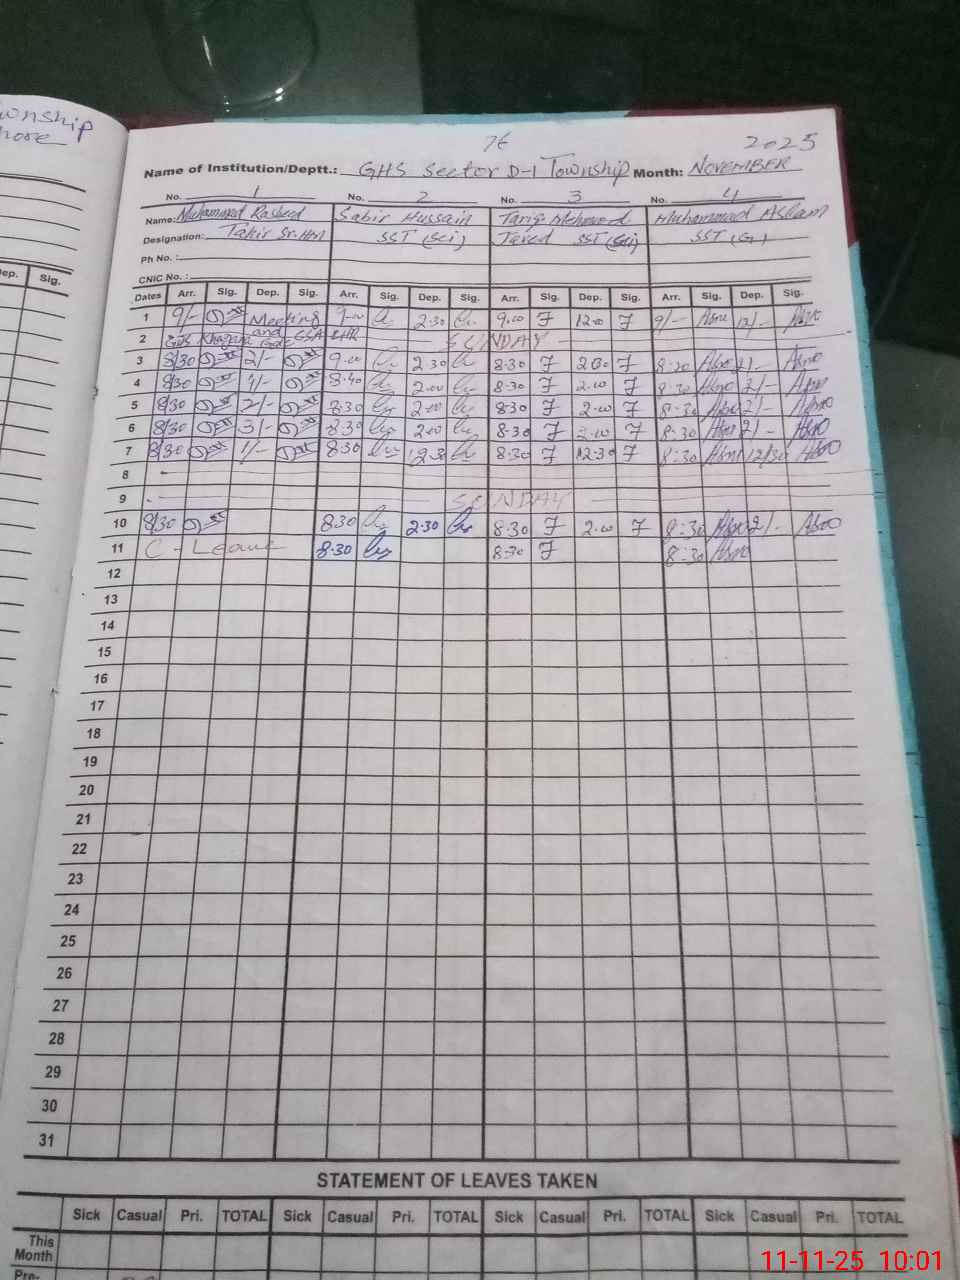 ownship
hore
76
2025
Name of Institution/Deptt.: GHS Sector D-1 Township Month: NOVEMBER
No. 1 No. 2 No. 3 No. 4
Name: Muhammad Rasheed Sabir Hussain Tariq Mehmood Muhammad Aslam
Designation: Tahir Sr. HM SST (Sci) Javed SST (Sci) SST (G)
Ph No.:
CNIC No.:
ep. Sig.
Dates Arr. Sig. Dep. Sig. Arr. Sig. Dep. Sig. Arr. Sig. Dep. Sig. Arr. Sig. Dep. Sig.
1 9/- Meeting 9-00 2.30 9.00 12.00 9/- 12/-
2 GHS and SUNDAY
3 8/30 2/- 9.00 2.30 8.30 2.00 8:30 2/-
4 8/30 8.40 2.00 8.30 2.00 8:30 2/-
5 8/30 2/- 8.30 2.00 8.30 2.00 8:30 2/-
6 8/30 3/- 8.30 2.00 8.30 2.00 8:30 2/-
7 8/30 1/- 8.30 12.30 8.30 12.30 8:30 12/30
8
9 SUNDAY
10 8/30 8.30 2.30 8.30 2.00 8:30 2/-
11 C-Leave 8.30 8.30 8:30
12
13
14
15
16
17
18
19
20
21
22
23
24
25
26
27
28
29
30
31
STATEMENT OF LEAVES TAKEN
Sick Casual Pri. TOTAL Sick Casual Pri. TOTAL Sick Casual Pri. TOTAL Sick Casual Pri. TOTAL
This Month
Pre-
11-11-25 10:01